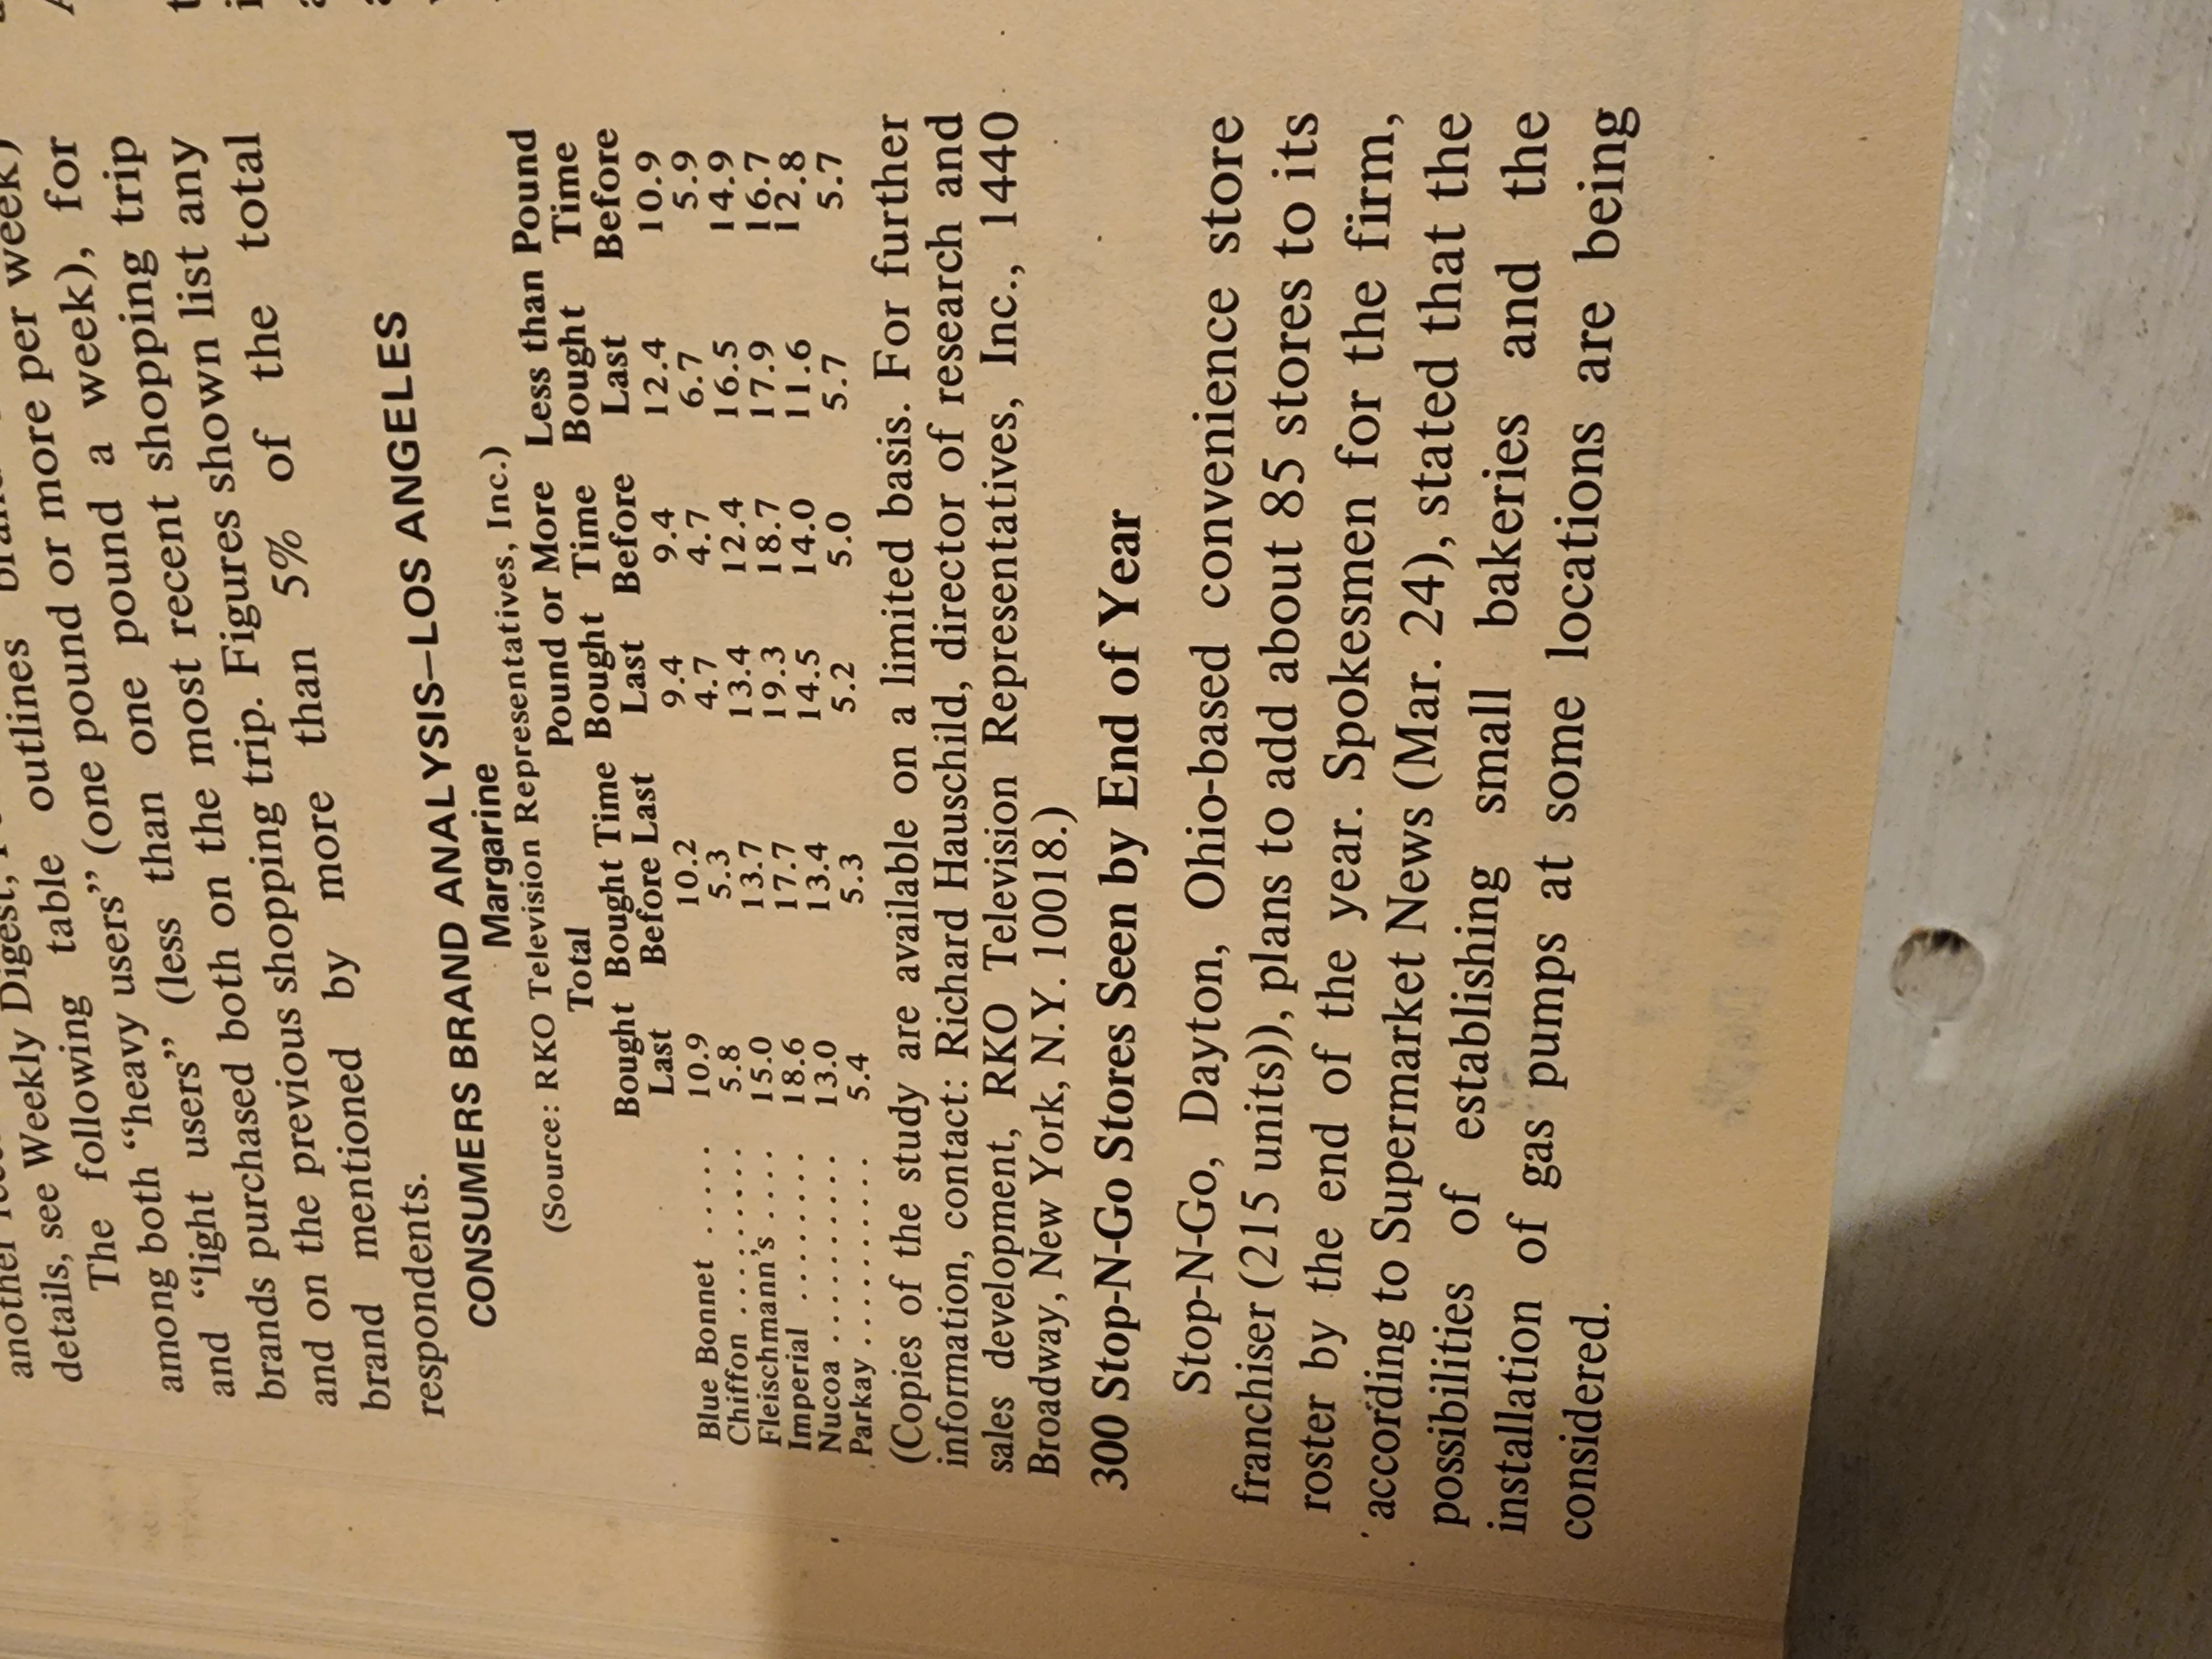 another
details, see Weekly Digest,
The following table outlines per week)
among both “heavy users” (one pound or more a week), for
and “light users” (less than one pound a shopping trip
brands purchased both on the most recent shown list any
and on the previous shopping trip. Figures the total
brand mentioned by more than 5% of
respondents.
CONSUMERS BRAND ANALYSIS—LOS ANGELES
Margarine
(Source: RKO Television Representatives, Inc.)
Total Pound or More Less than Pound
Bought Bought Time Bought Time Bought Time
Last Before Last Last Before Last Before
Blue Bonnet ..... 10.9 10.2 9.4 9.4 12.4 10.9
Chiffon ......... 5.8 5.3 4.7 4.7 6.7 5.9
Fleischmann's .... 15.0 13.7 13.4 12.4 16.5 14.9
Imperial ........ 18.6 17.7 19.3 18.7 17.9 16.7
Nucoa .......... 13.0 13.4 14.5 14.0 11.6 12.8
Parkay .......... 5.4 5.3 5.2 5.0 5.7 5.7
(Copies of the study are available on a limited basis. For further
information, contact: Richard Hauschild, director of research and
sales development, RKO Television Representatives, Inc., 1440
Broadway, New York, N.Y. 10018.)
300 Stop-N-Go Stores Seen by End of Year
Stop-N-Go, Dayton, Ohio-based convenience store
franchiser (215 units)), plans to add about 85 stores to its
roster by the end of the year. Spokesmen for the firm,
according to Supermarket News (Mar. 24), stated that the
possibilities of establishing small bakeries and the
installation of gas pumps at some locations are being
considered.